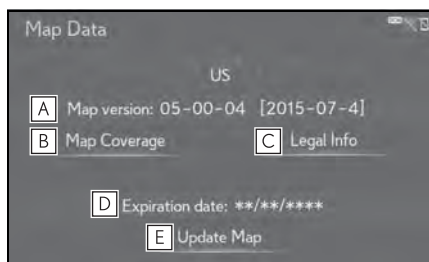 Map Data
US
A Map version: 05-00-04 [2015-07-4]
B Map Coverage C Legal Info
D Expiration date: **/**/****
E Update Map